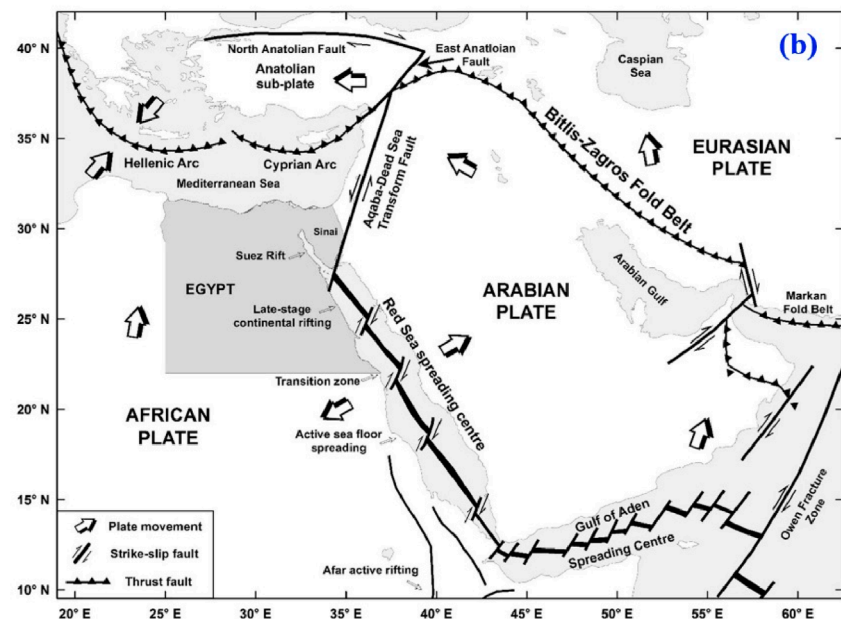 (b)
40° N
35° N
30° N
25° N
20° N
15° N
10° N
North Anatolian Fault
East Anatloian
Fault
Anatolian
sub-plate
Caspian
Sea
Hellenic Arc
Cyprian Arc
Mediterranean Sea
Aqaba-Dead Sea
Transform Fault
Bitlis-Zagros Fold Belt
EURASIAN
PLATE
Sinai
Suez Rift
EGYPT
Late-stage
continental rifting
Arabian Gulf
ARABIAN
PLATE
Markan
Fold Belt
Red Sea spreading centre
Transition zone
AFRICAN
PLATE
Active sea floor
spreading
Gulf of Aden
Spreading Centre
Owen Fracture
Zone
Afar active rifting
Plate movement
Strike-slip fault
Thrust fault
20° E
25° E
30° E
35° E
40° E
45° E
50° E
55° E
60° E